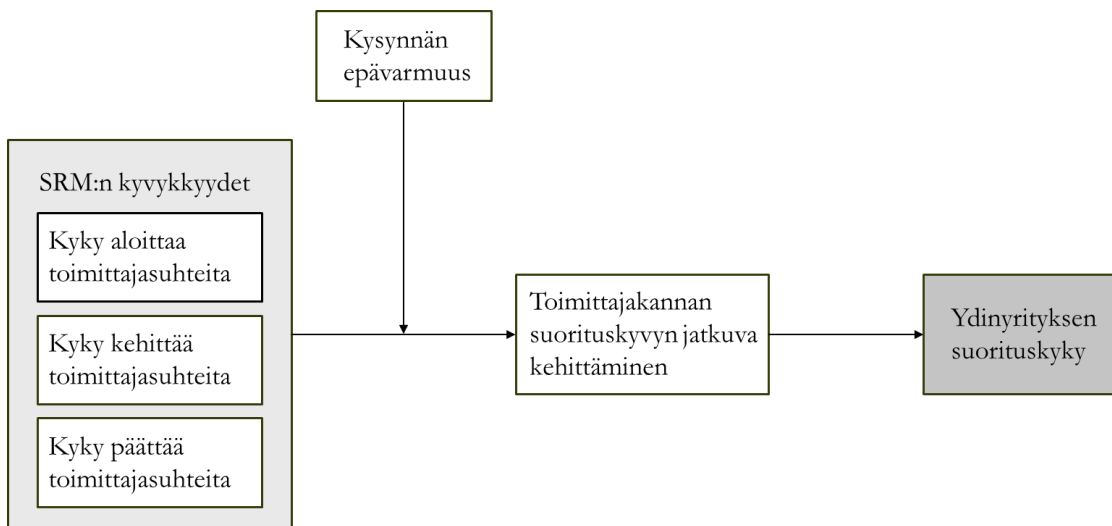 Kysynnän
epävarmuus
SRM:n kyvykkyydet
Kyky aloittaa
toimittajasuhteita
Kyky kehittää
toimittajasuhteita
Kyky päättää
toimittajasuhteita
Toimittajakannan
suorituskyvyn jatkuva
kehittäminen
Ydinyrityksen
suorituskyky